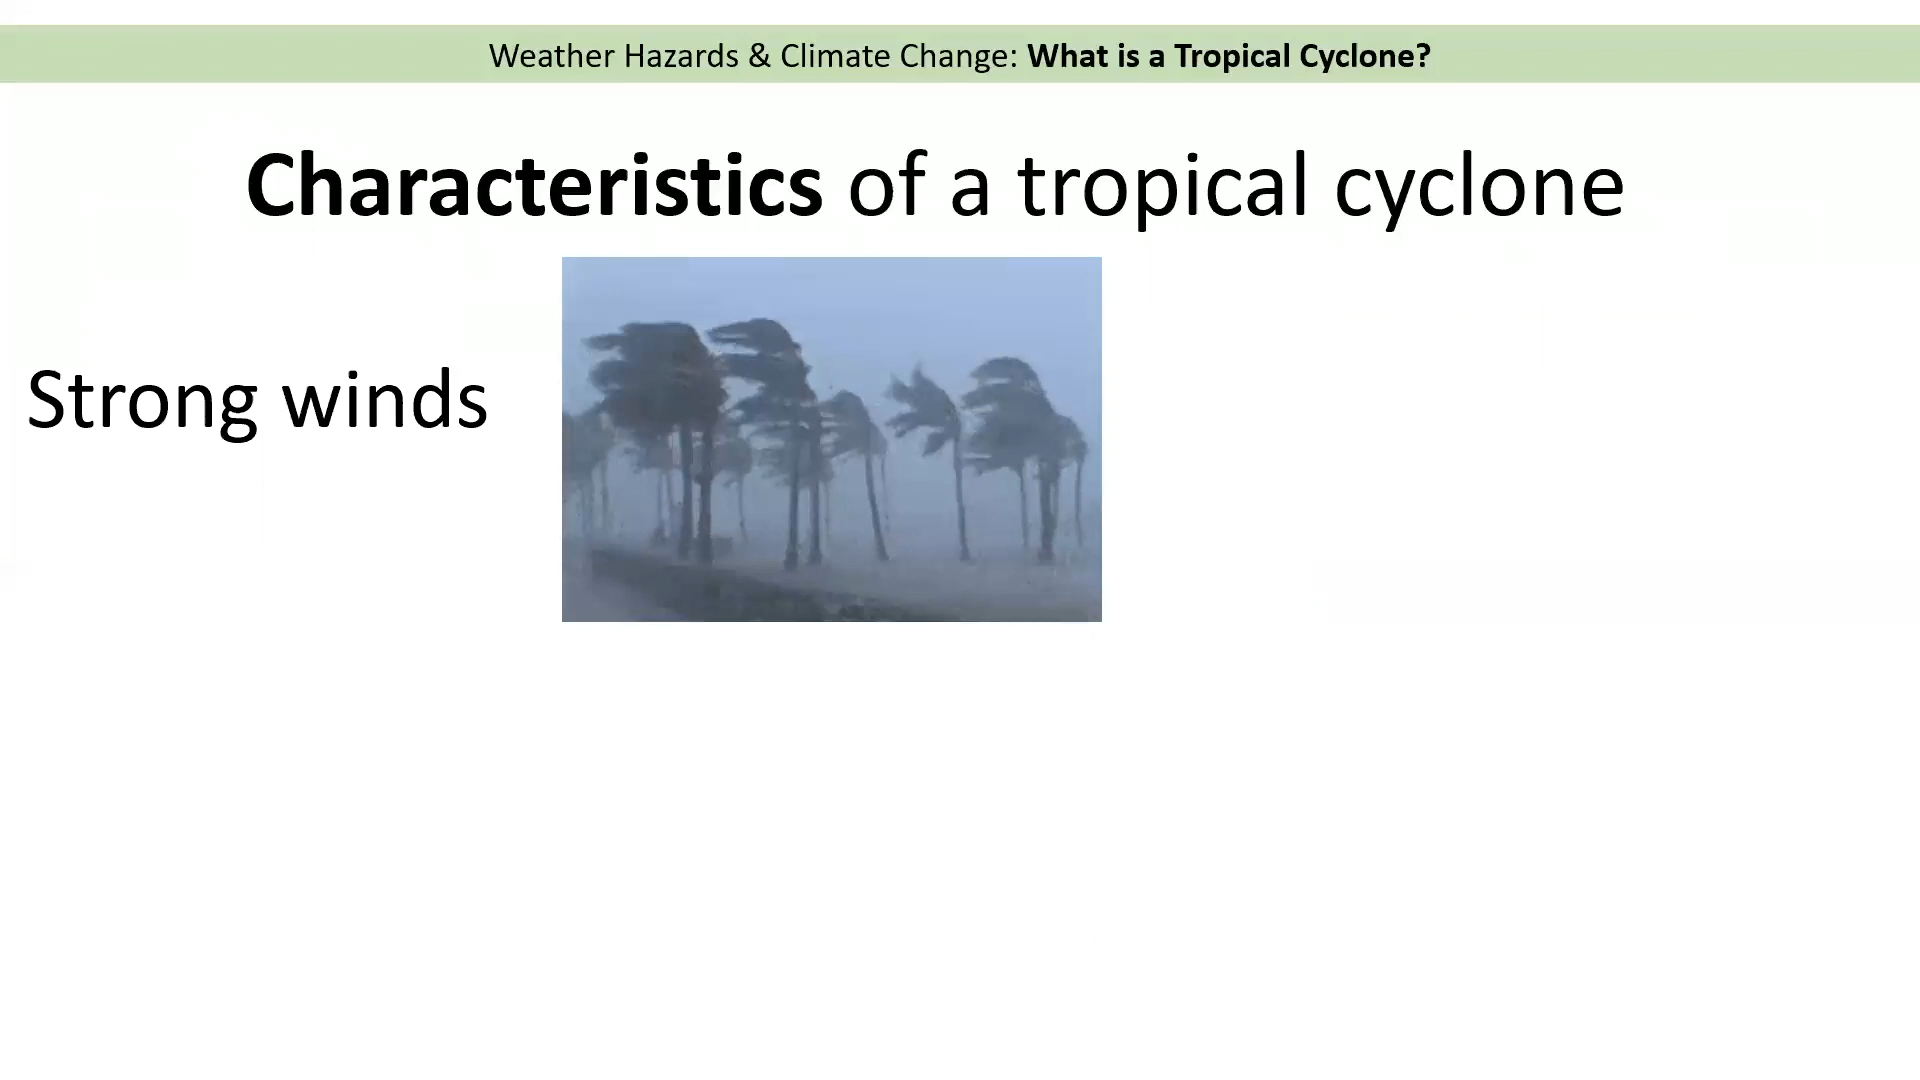 Weather Hazards & Climate Change: What is a Tropical Cyclone?
Characteristics of a tropical cyclone
Strong winds